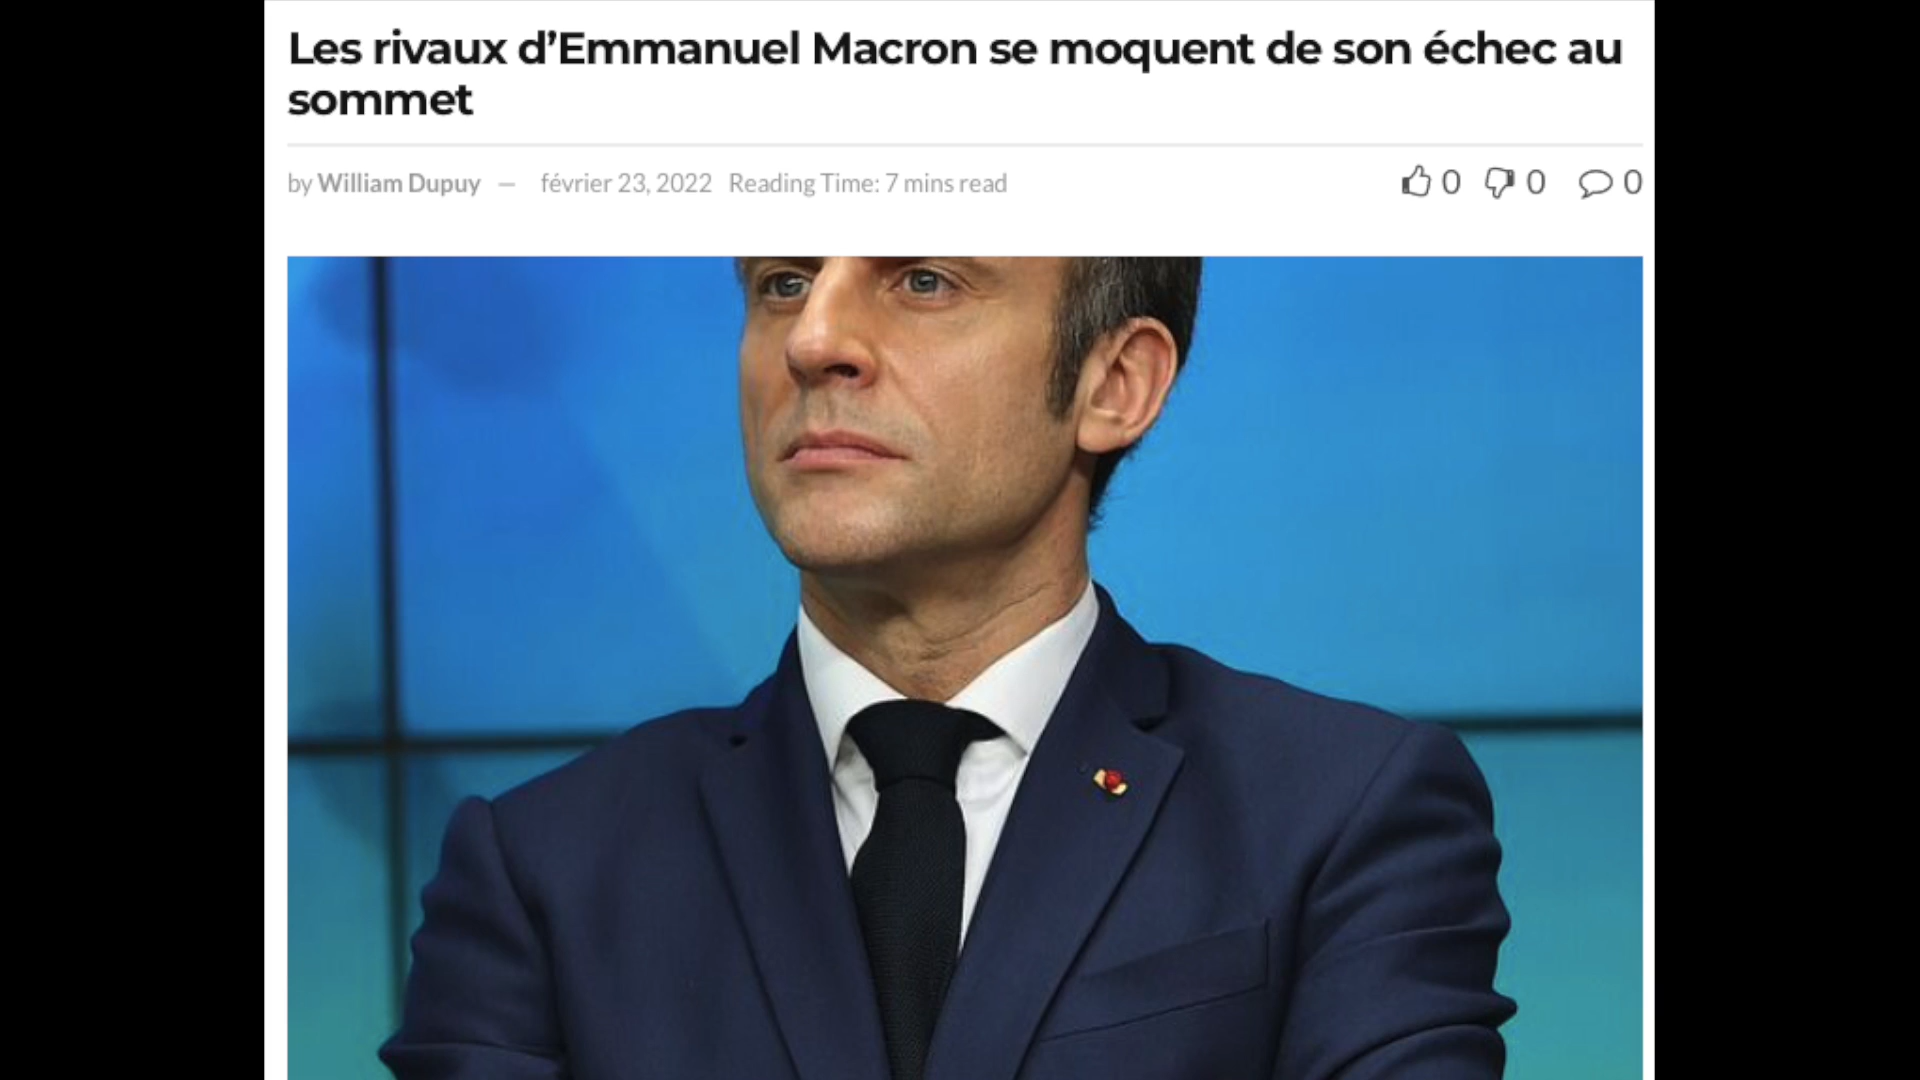 Les rivaux d’Emmanuel Macron se moquent de son échec au
sommet
by William Dupuy — février 23, 2022 Reading Time: 7 mins read 0 0 0